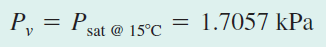 Pv = Psat @ 15°C = 1.7057 kPa